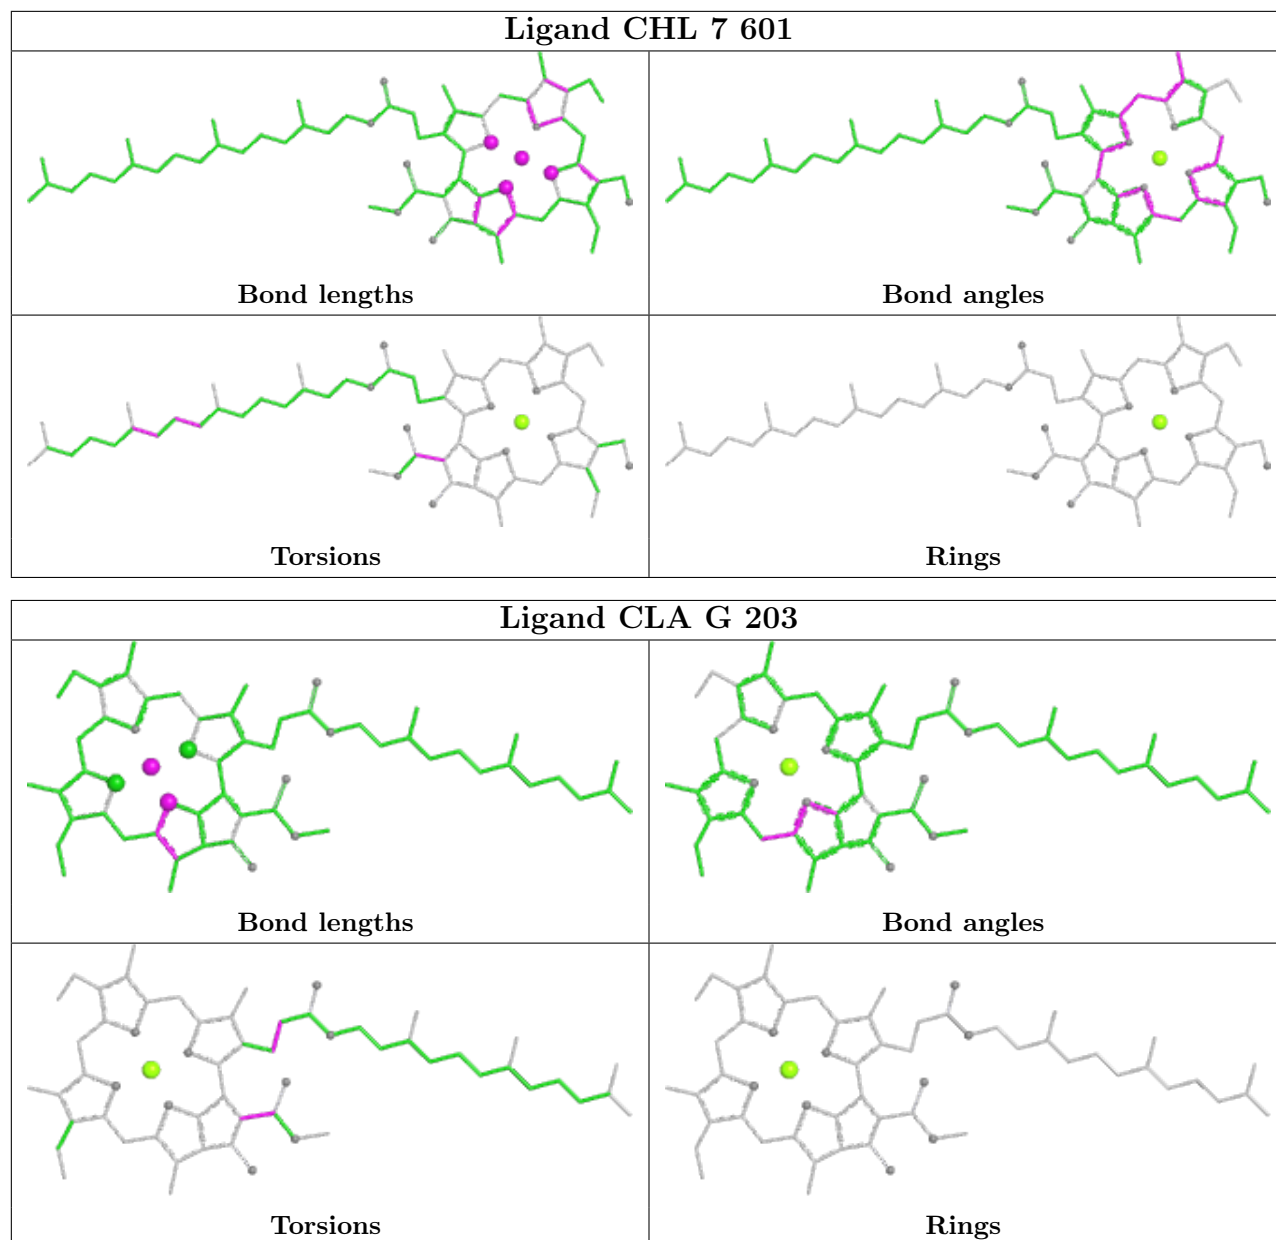 Ligand CHL 7 601
Bond lengths
Bond angles
Torsions
Rings
Ligand CLA G 203
Bond lengths
Bond angles
Torsions
Rings